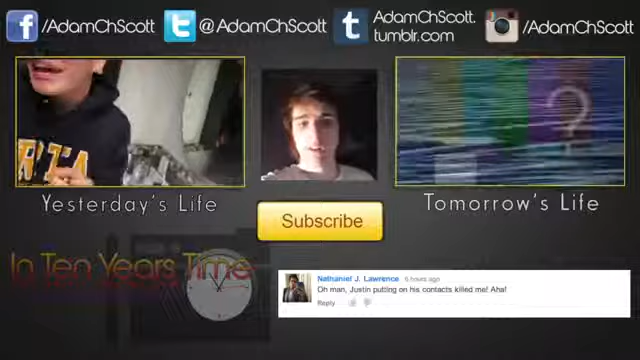 /AdamChScott
@AdamChScott
AdamChScott.
tumblr.com
/AdamChScott
Yesterday's Life
Subscribe
Tomorrow's Life
In Ten Years Time
Nathaniel J. Lawrence 6 hours ago
Oh man, Justin putting on his contacts killed me! Aha!
Reply